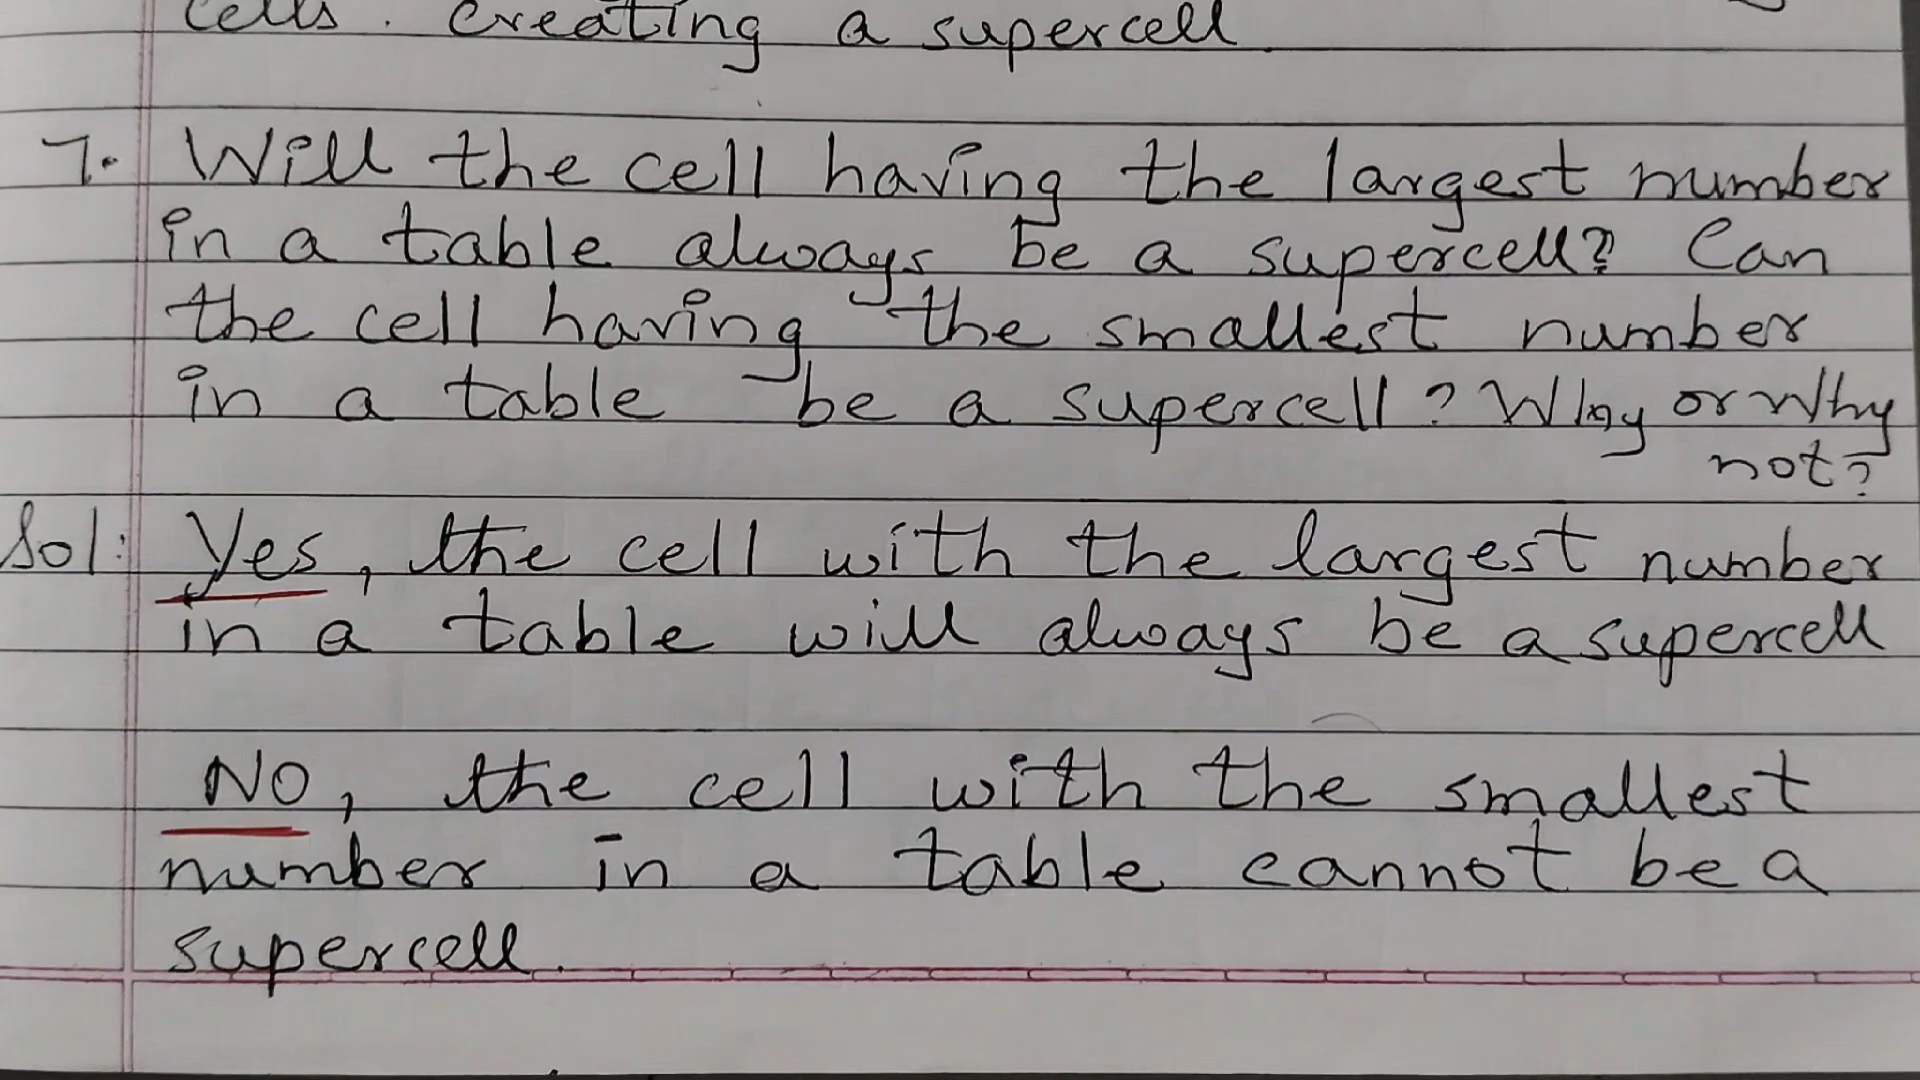 cells. Creating a supercell
7. Will the cell having the largest number
in a table always be a supercell? Can
the cell having the smallest number
in a table be a supercell? Why or Why
not?
Sol: Yes, the cell with the largest number
in a table will always be a supercell
NO, the cell with the smallest
number in a table cannot be a
supercell.